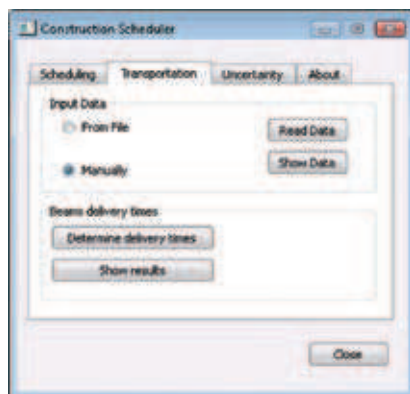 Construction Scheduler
Scheduling Transportation Uncertainty About
Input Data
From File
Read Data
Show Data
Manually
Beams delivery times
Determine delivery times
Show results
Close